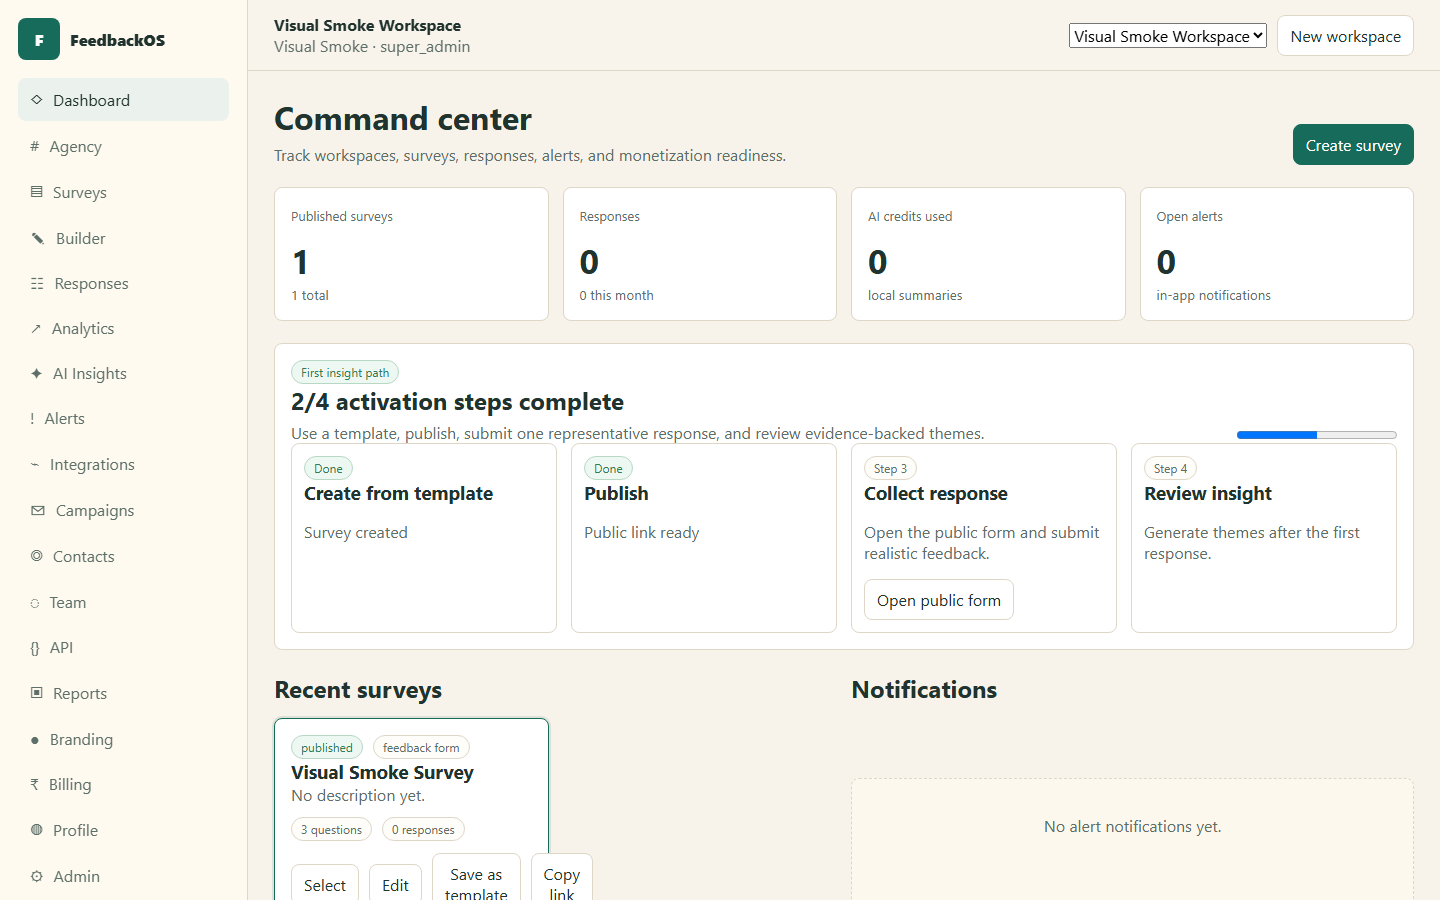 F FeedbackOS
Dashboard
# Agency
Surveys
Builder
Responses
Analytics
AI Insights
! Alerts
Integrations
Campaigns
Contacts
Team
{} API
Reports
Branding
₹ Billing
Profile
Admin
Visual Smoke Workspace
Visual Smoke · super_admin
Visual Smoke Workspace
New workspace
Command center
Track workspaces, surveys, responses, alerts, and monetization readiness.
Create survey
Published surveys
1
1 total
Responses
0
0 this month
AI credits used
0
local summaries
Open alerts
0
in-app notifications
First insight path
2/4 activation steps complete
Use a template, publish, submit one representative response, and review evidence-backed themes.
Done
Create from template
Survey created
Done
Publish
Public link ready
Step 3
Collect response
Open the public form and submit
realistic feedback.
Open public form
Step 4
Review insight
Generate themes after the first
response.
Recent surveys
published
feedback form
Visual Smoke Survey
No description yet.
3 questions
0 responses
Select
Edit
Save as
template
Copy
link
Notifications
No alert notifications yet.